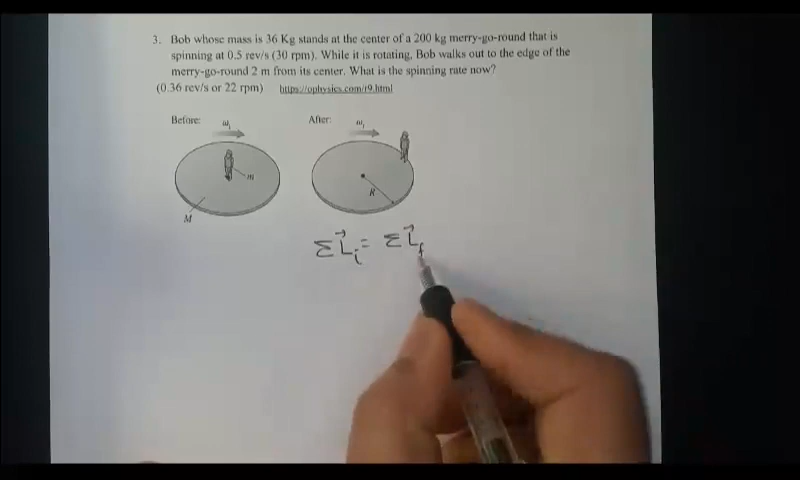 3. Bob whose mass is 36 Kg stands at the center of a 200 kg merry-go-round that is
spinning at 0.5 rev/s (30 rpm). While it is rotating, Bob walks out to the edge of the
merry-go-round 2 m from its center. What is the spinning rate now?
(0.36 rev/s or 22 rpm) https://ophysics.com/r9.html
Before: ωᵢ After: ωᵢ
m
R
M
ΣL⃗ᵢ = ΣL⃗f